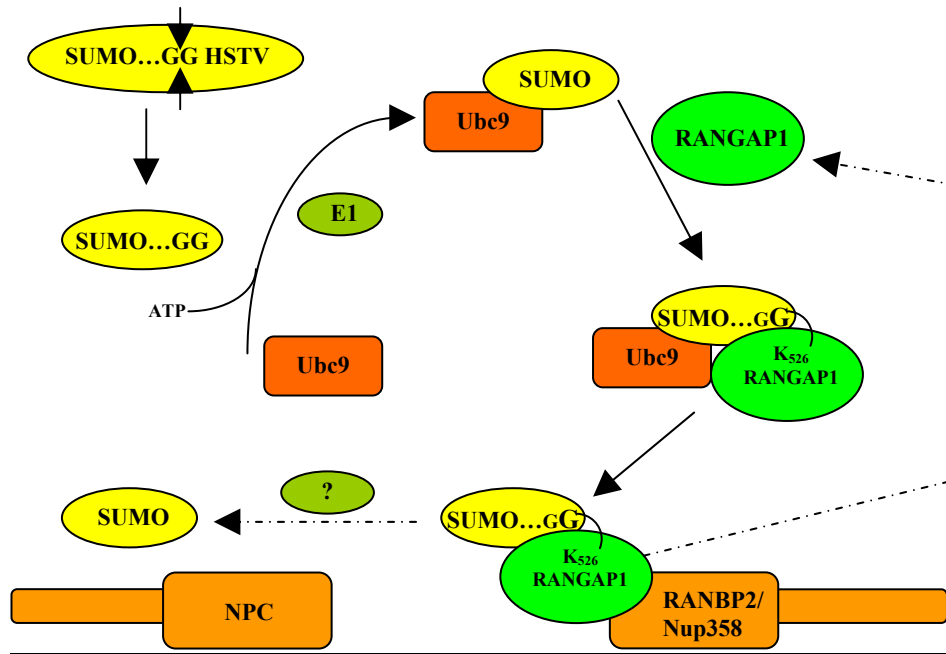 SUMO…GG HSTV
SUMO
Ubc9
RANGAP1
E1
SUMO…GG
ATP
Ubc9
SUMO…GG
Ubc9
K₅₂₆
RANGAP1
?
SUMO
SUMO…GG
K₅₂₆
RANGAP1
NPC
RANBP2/
Nup358